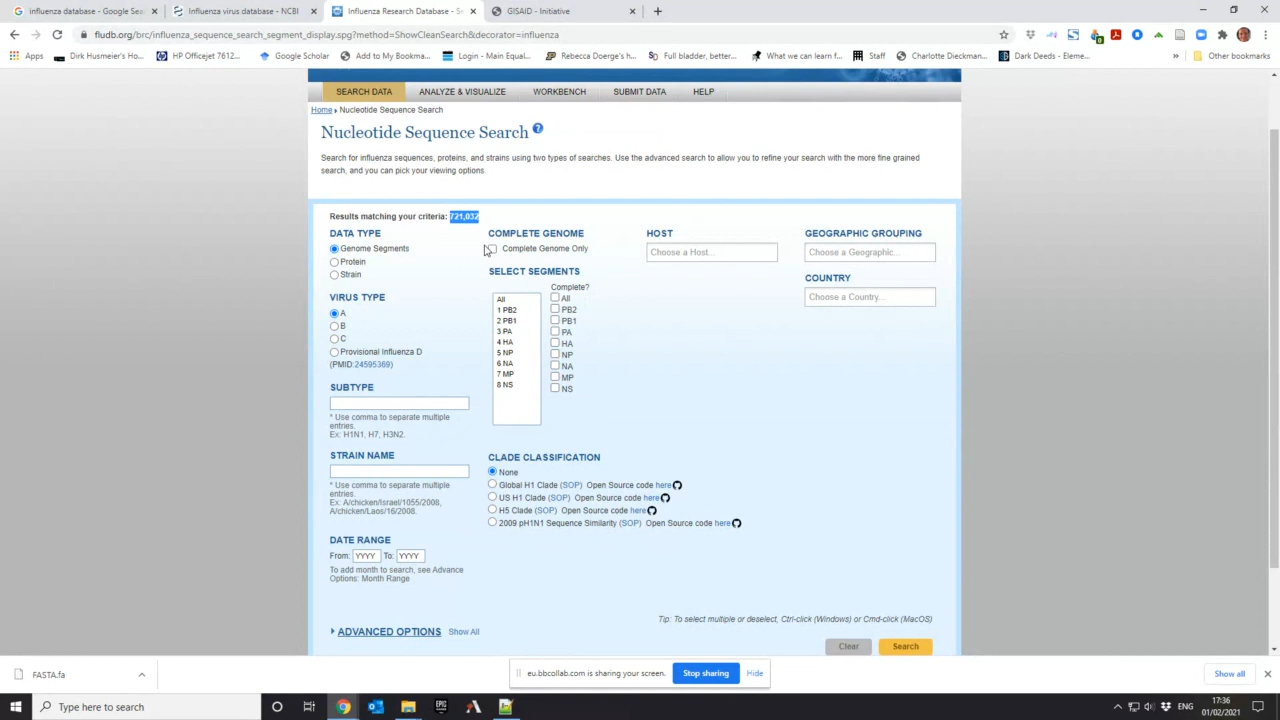 influenza database - Google Sea
Influenza virus database - NCBI
Influenza Research Database - Se
GISAID - Initiative
fludb.org/brc/influenza_sequence_search_segment_display.spg?method=ShowCleanSearch&decorator=influenza
Apps
Dirk Husmeier's Ho...
HP Officejet 7612...
Google Scholar
Add to My Bookma...
Login - Main Equal...
Rebecca Doerge's h...
Full bladder, better...
What we can learn f...
Staff
Charlotte Dieckman...
Dark Deeds - Eleme...
»
Other bookmarks
SEARCH DATA
ANALYZE & VISUALIZE
WORKBENCH
SUBMIT DATA
HELP
Home
Nucleotide Sequence Search
Nucleotide Sequence Search
Search for influenza sequences, proteins, and strains using two types of searches. Use the advanced search to allow you to refine your search with the more fine grained
search, and you can pick your viewing options.
Results matching your criteria: 721,032
DATA TYPE
Genome Segments
Protein
Strain
VIRUS TYPE
A
B
C
Provisional Influenza D
(PMID:24595369)
SUBTYPE
* Use comma to separate multiple
entries.
Ex: H1N1, H7, H3N2.
STRAIN NAME
* Use comma to separate multiple
entries.
Ex: A/chicken/Israel/1055/2008,
A/chicken/Laos/16/2008.
DATE RANGE
From: YYYY To: YYYY
To add month to search, see Advance
Options: Month Range
COMPLETE GENOME
Complete Genome Only
SELECT SEGMENTS
All
1 PB2
2 PB1
3 PA
4 HA
5 NP
6 NA
7 MP
8 NS
Complete?
All
PB2
PB1
PA
HA
NP
NA
MP
NS
CLADE CLASSIFICATION
None
Global H1 Clade (SOP) Open Source code here
US H1 Clade (SOP) Open Source code here
H5 Clade (SOP) Open Source code here
2009 pH1N1 Sequence Similarity (SOP) Open Source code here
HOST
Choose a Host...
GEOGRAPHIC GROUPING
Choose a Geographic...
COUNTRY
Choose a Country...
ADVANCED OPTIONS Show All
Tip: To select multiple or deselect, Ctrl-click (Windows) or Cmd-click (MacOS)
Clear
Search
FASTA.fa
eu.bbcollab.com is sharing your screen.
Stop sharing
Hide
Show all
Type here to search
17:36
01/02/2021